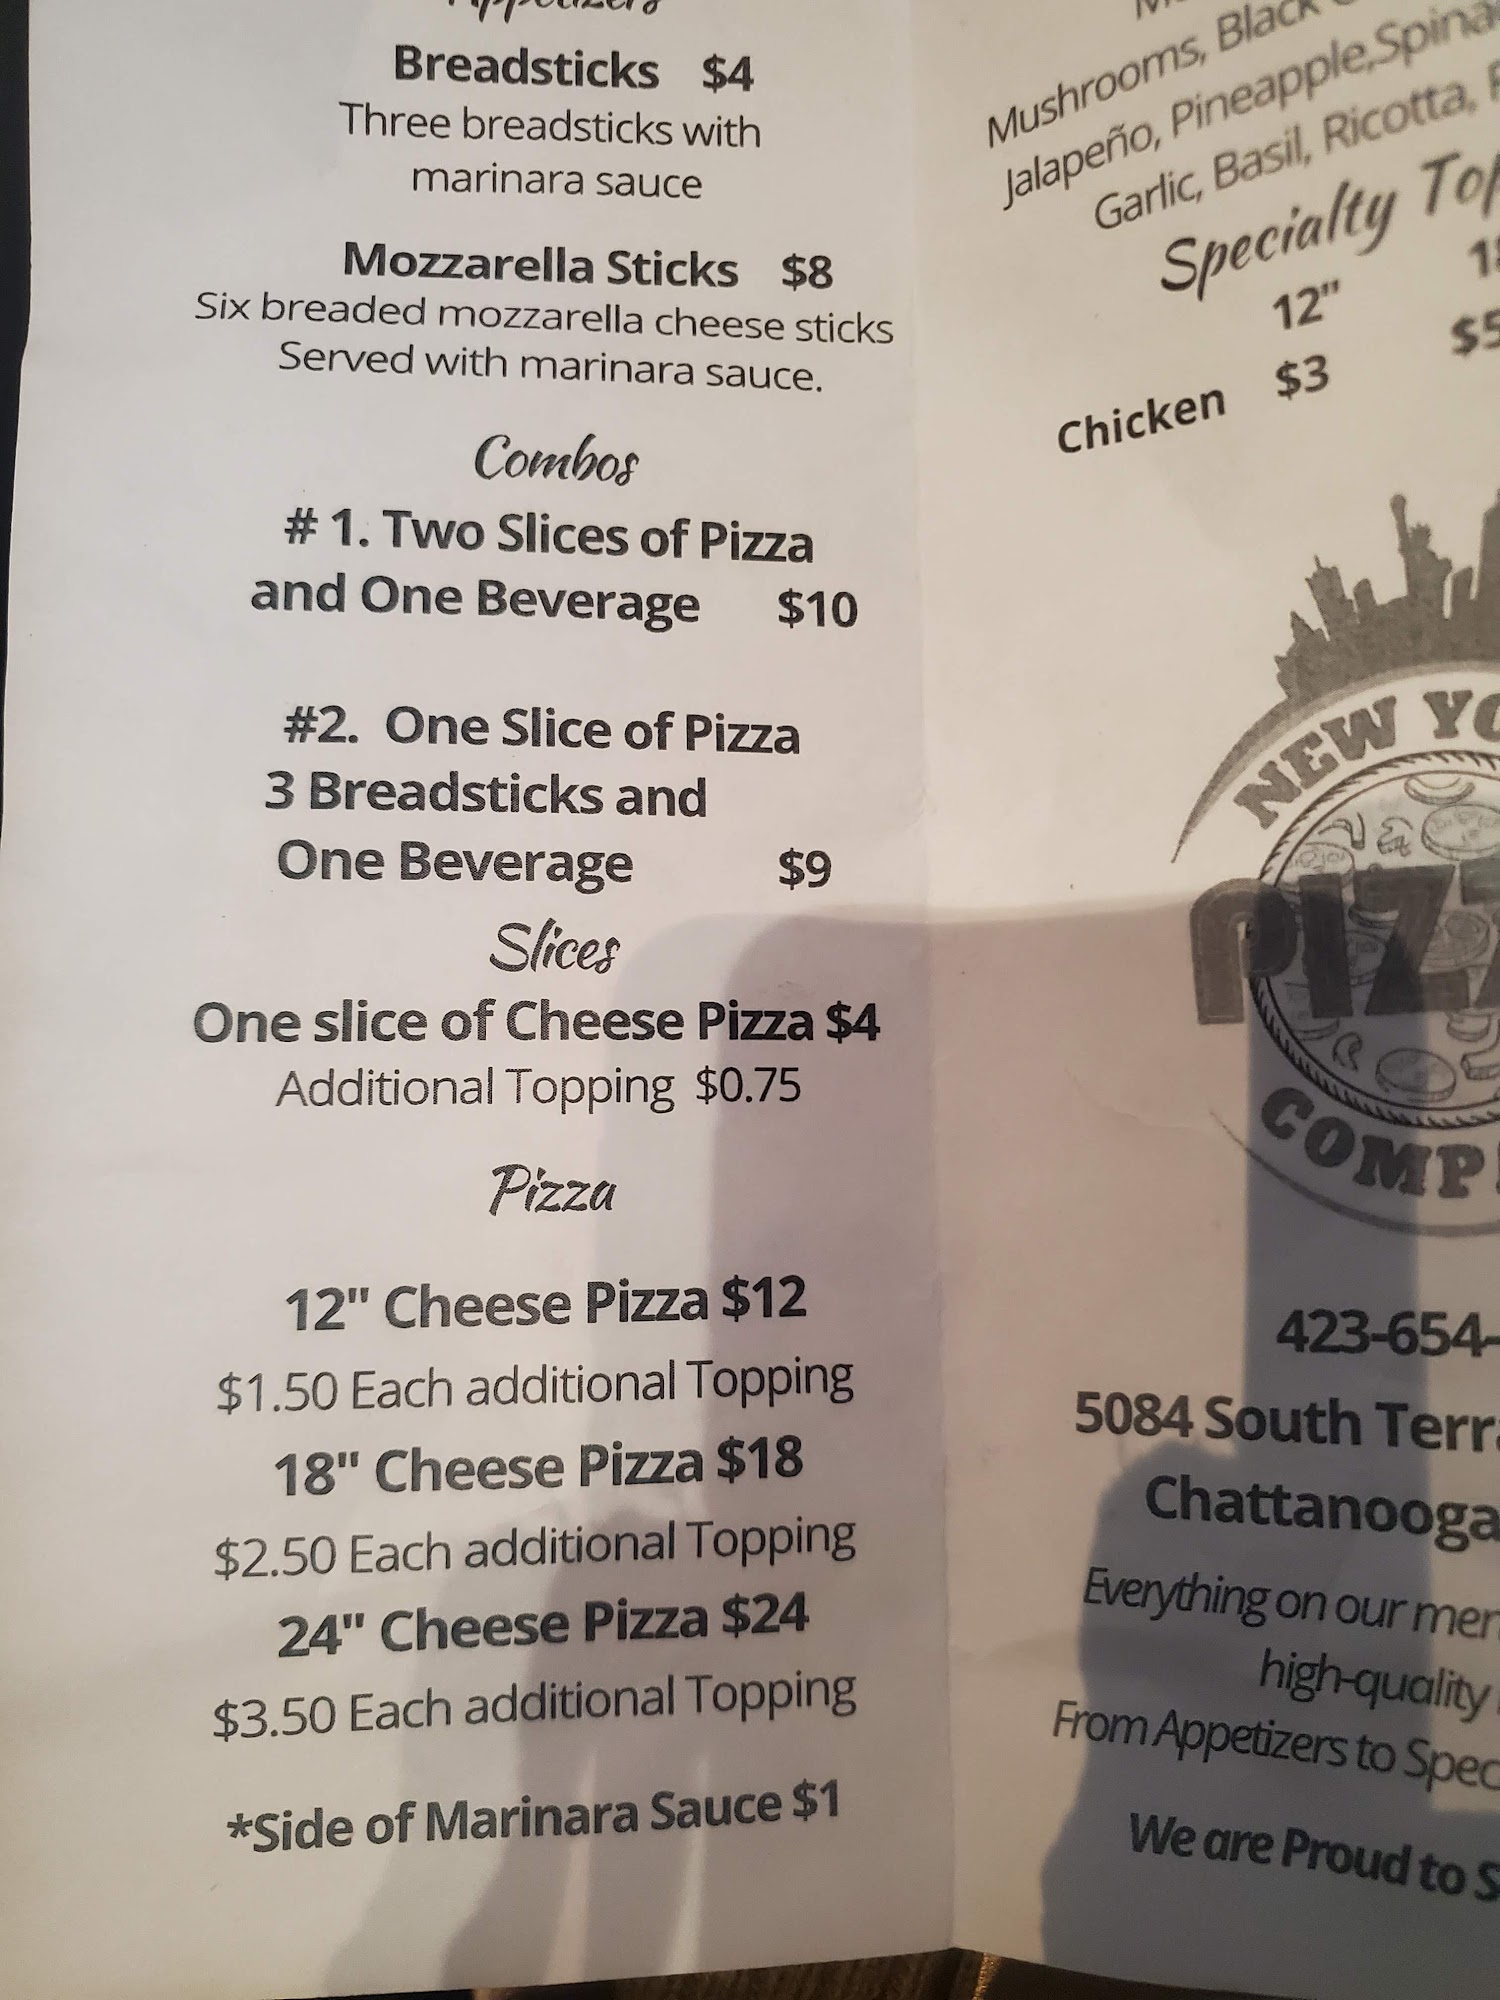 Appetizers
Breadsticks $4
Three breadsticks with
marinara sauce
Mozzarella Sticks $8
Six breaded mozzarella cheese sticks
Served with marinara sauce.
Combos
# 1. Two Slices of Pizza
and One Beverage $10
#2. One Slice of Pizza
3 Breadsticks and
One Beverage $9
Slices
One slice of Cheese Pizza $4
Additional Topping $0.75
Pizza
12" Cheese Pizza $12
$1.50 Each additional Topping
18" Cheese Pizza $18
$2.50 Each additional Topping
24" Cheese Pizza $24
$3.50 Each additional Topping
*Side of Marinara Sauce $1
Mushrooms, Black
Jalapeño, Pineapple,
Garlic, Basil, Ricotta,
Specialty
12"
$3
Chicken
NEW
423-654-
5084 South
Chattanooga
Everything on our
high-quality
From Appetizers to
We are Proud to